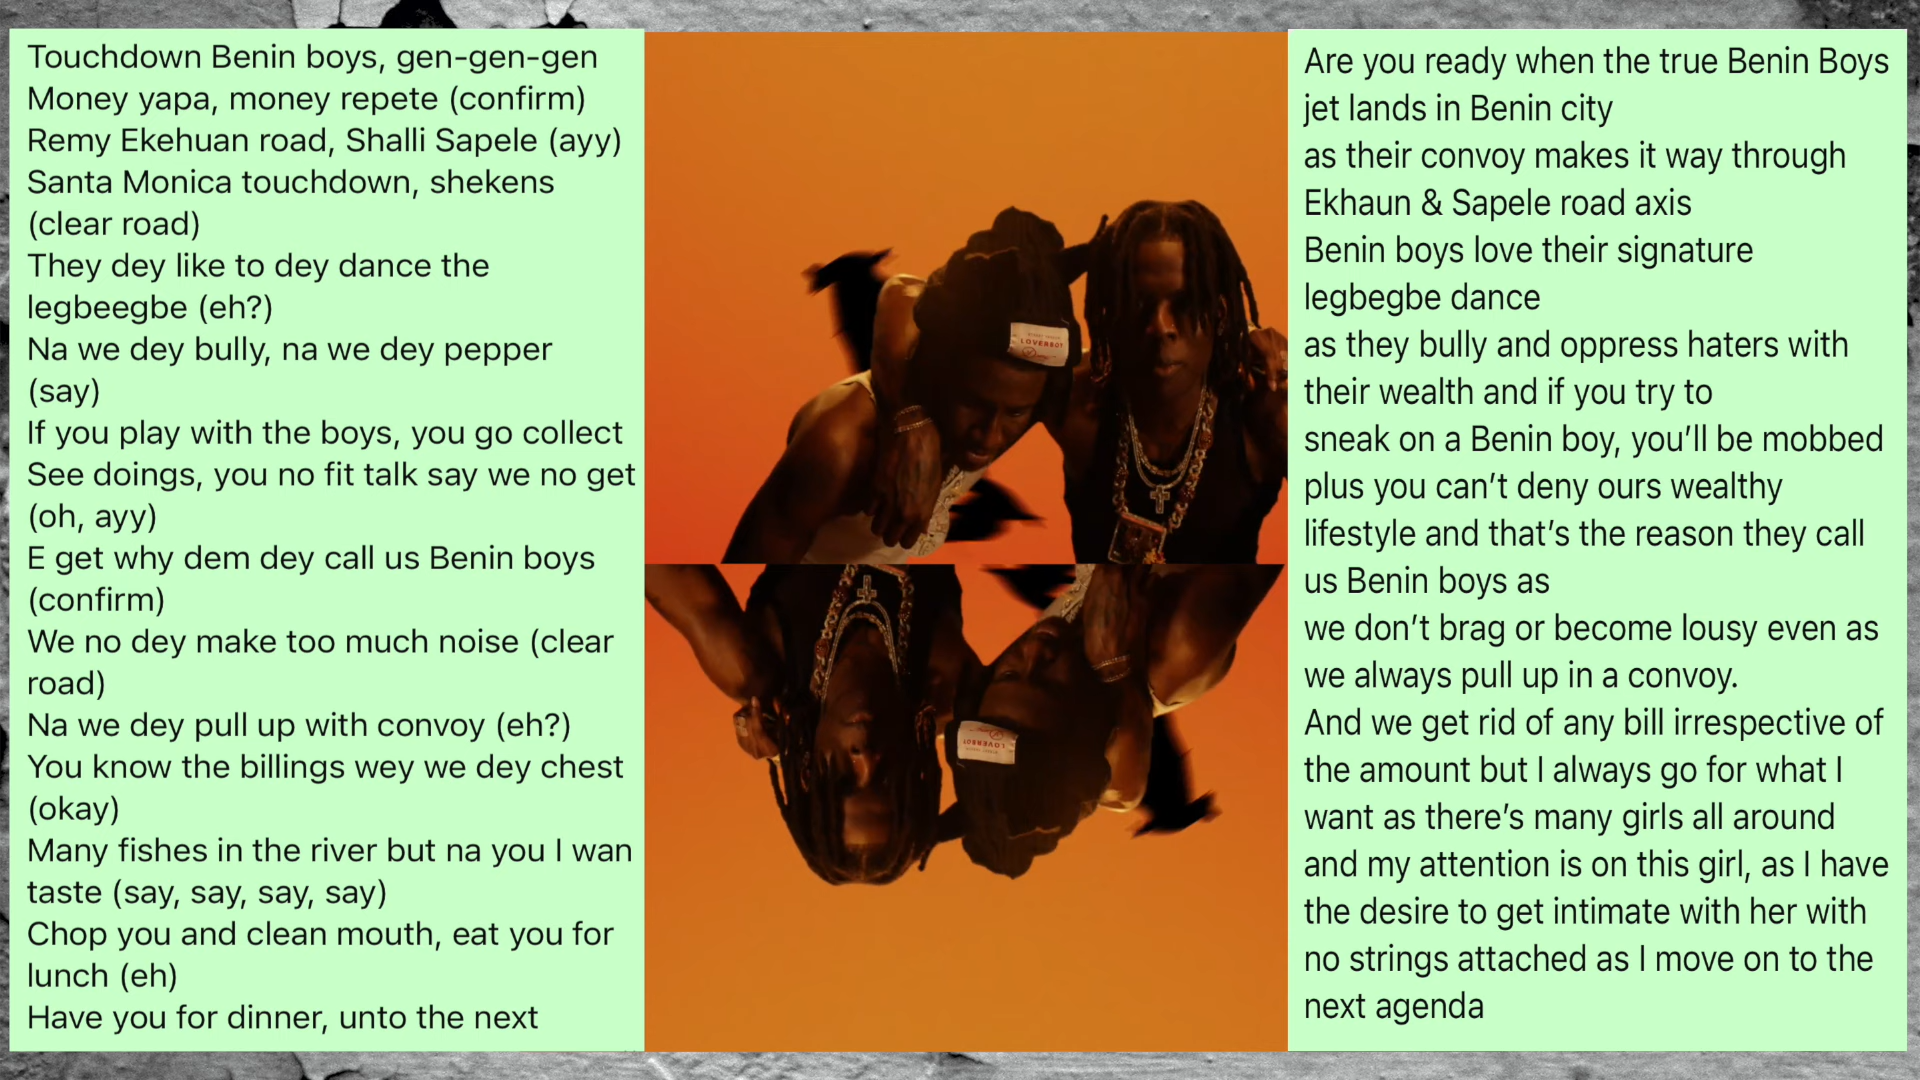 Touchdown Benin boys, gen-gen-gen
Money yapa, money repete (confirm)
Remy Ekehuan road, Shalli Sapele (ayy)
Santa Monica touchdown, shekens
(clear road)
They dey like to dey dance the
legbeegbe (eh?)
Na we dey bully, na we dey pepper
(say)
If you play with the boys, you go collect
See doings, you no fit talk say we no get
(oh, ayy)
E get why dem dey call us Benin boys
(confirm)
We no dey make too much noise (clear
road)
Na we dey pull up with convoy (eh?)
You know the billings wey we dey chest
(okay)
Many fishes in the river but na you I wan
taste (say, say, say, say)
Chop you and clean mouth, eat you for
lunch (eh)
Have you for dinner, unto the next
LOVERBOY
LOVERBOY
Are you ready when the true Benin Boys
jet lands in Benin city
as their convoy makes it way through
Ekhaun & Sapele road axis
Benin boys love their signature
legbegbe dance
as they bully and oppress haters with
their wealth and if you try to
sneak on a Benin boy, you'll be mobbed
plus you can't deny ours wealthy
lifestyle and that's the reason they call
us Benin boys as
we don't brag or become lousy even as
we always pull up in a convoy.
And we get rid of any bill irrespective of
the amount but I always go for what I
want as there's many girls all around
and my attention is on this girl, as I have
the desire to get intimate with her with
no strings attached as I move on to the
next agenda